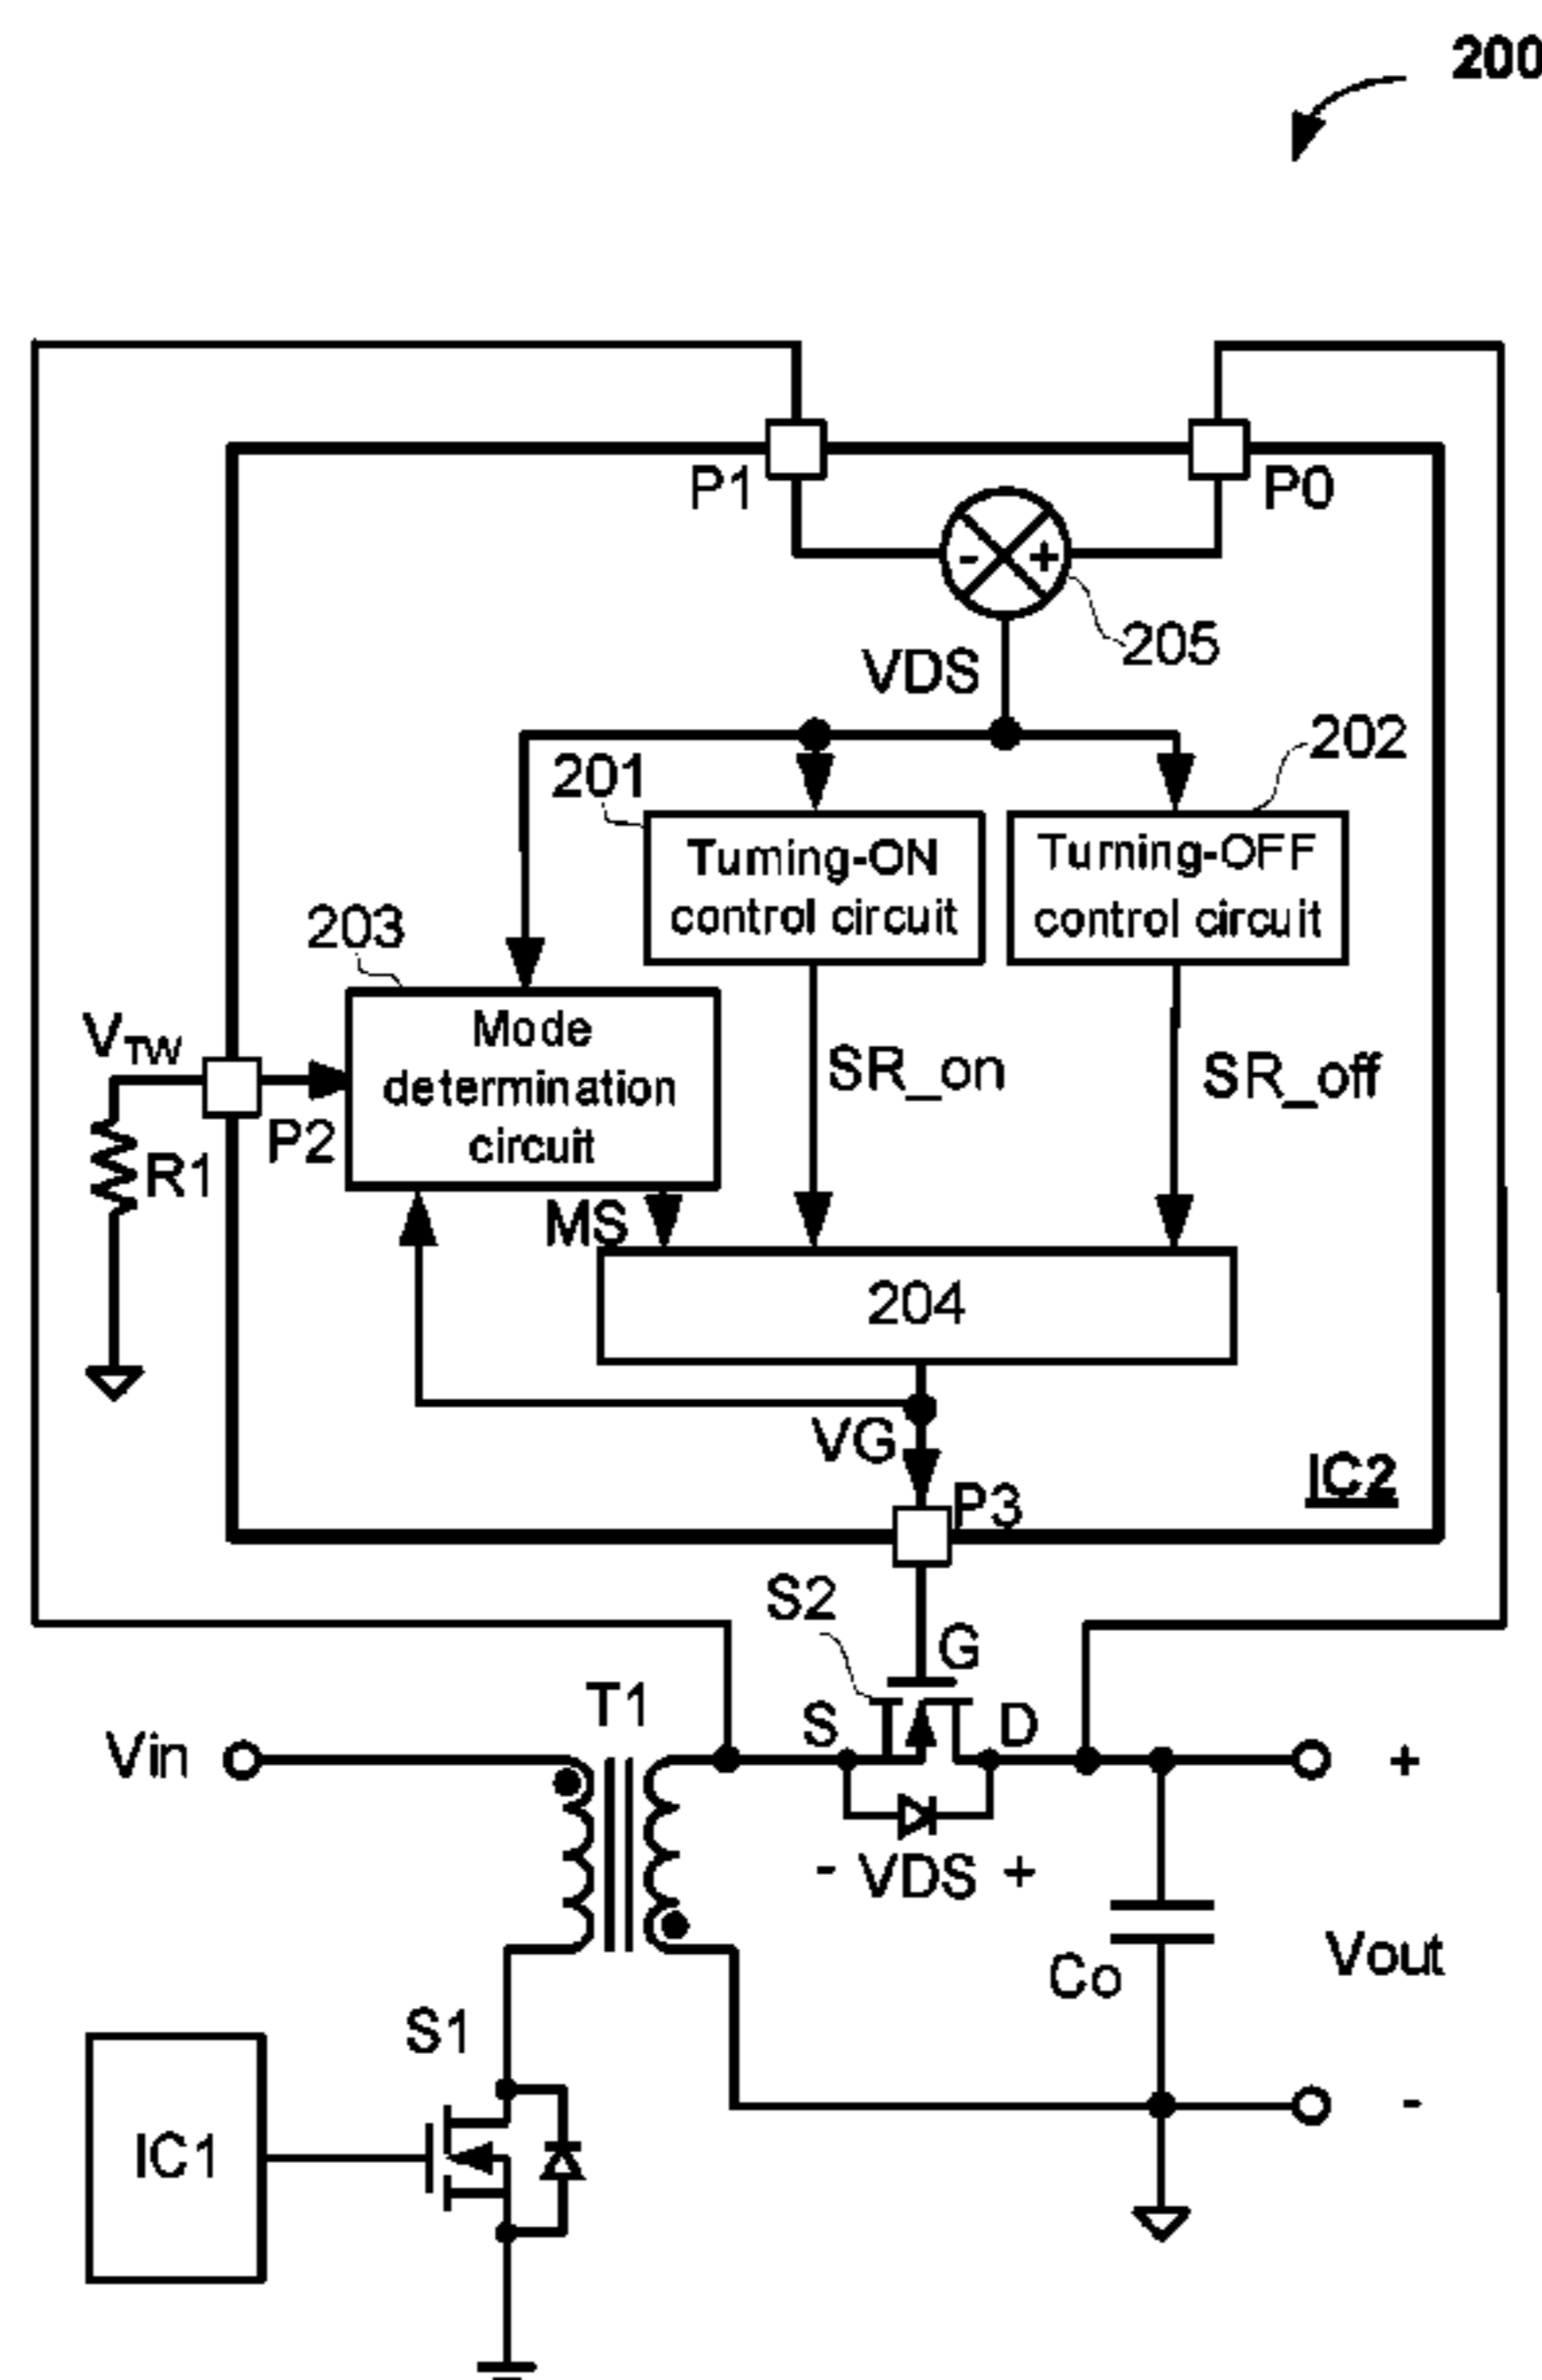 200
P1
P0
-
+
205
VDS
201
202
Tuming-ON
control circuit
Turning-OFF
control circuit
203
Mode
determination
circuit
VTW
P2
R1
SR_on
SR_off
MS
204
VG
IC2
P3
S2
G
T1
S
D
Vin
+
- VDS +
Co
Vout
S1
-
IC1